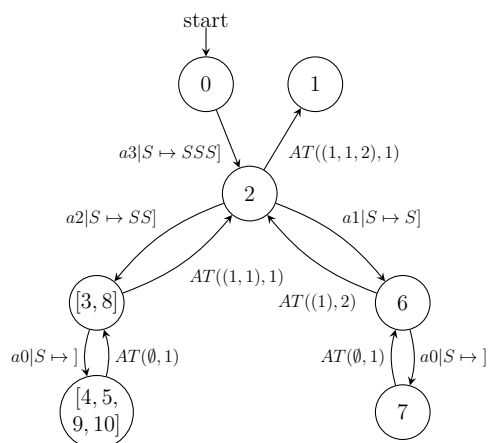 start
0
1
a3|S ↦ SSS]
AT((1, 1, 2), 1)
2
a2|S ↦ SS]
a1|S ↦ S]
AT((1, 1), 1)
AT((1), 2)
[3, 8]
6
a0|S ↦ ]
AT(∅, 1)
AT(∅, 1)
a0|S ↦ ]
[4, 5,
9, 10]
7